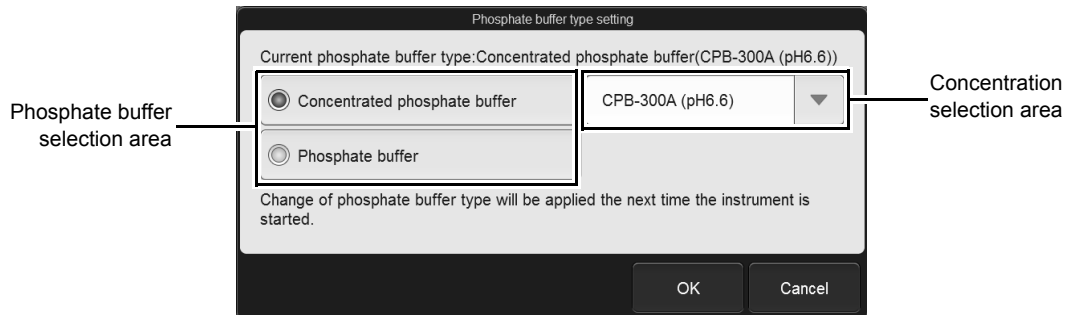 Phosphate buffer type setting
Current phosphate buffer type:Concentrated phosphate buffer(CPB-300A (pH6.6))
Phosphate buffer
selection area
Concentrated phosphate buffer
CPB-300A (pH6.6)
Concentration
selection area
Phosphate buffer
Change of phosphate buffer type will be applied the next time the instrument is
started.
OK
Cancel